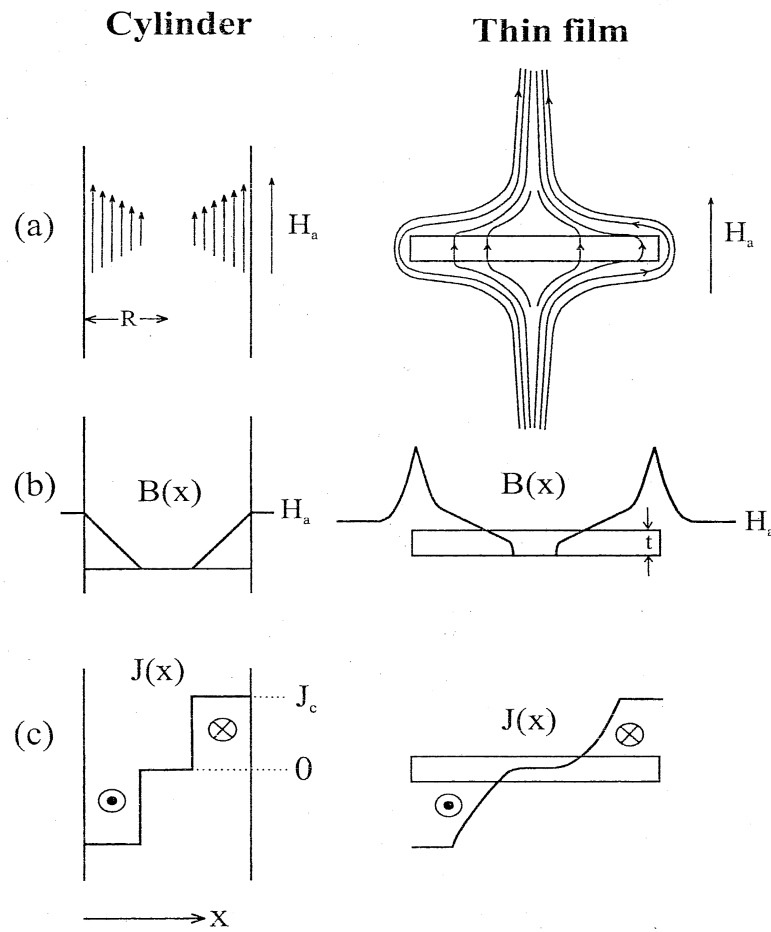 Cylinder Thin film
(a) H_a H_a
R
(b) B(x) H_a B(x) t H_a
(c) J(x) J_c J(x)
0
X